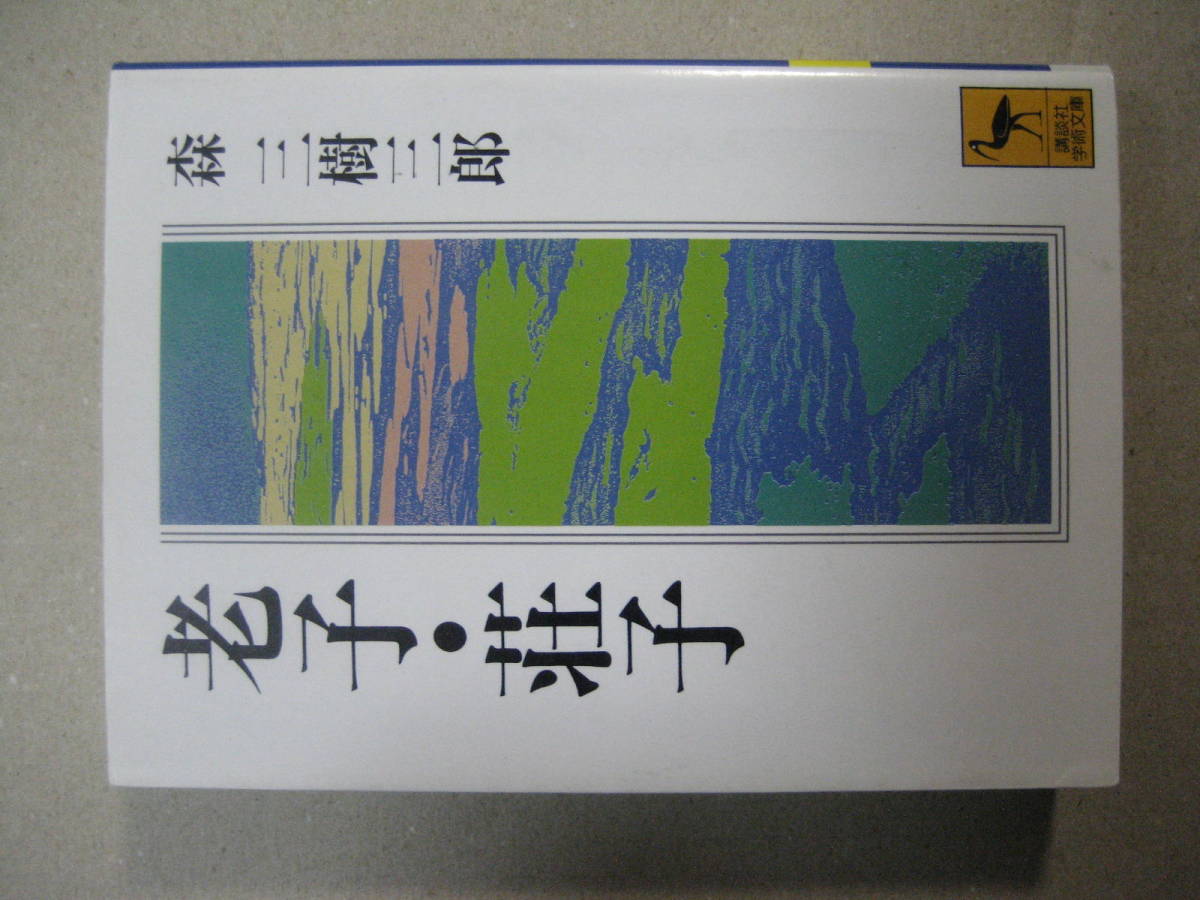 老子・荘子
森 三樹三郎
講談社
学術文庫